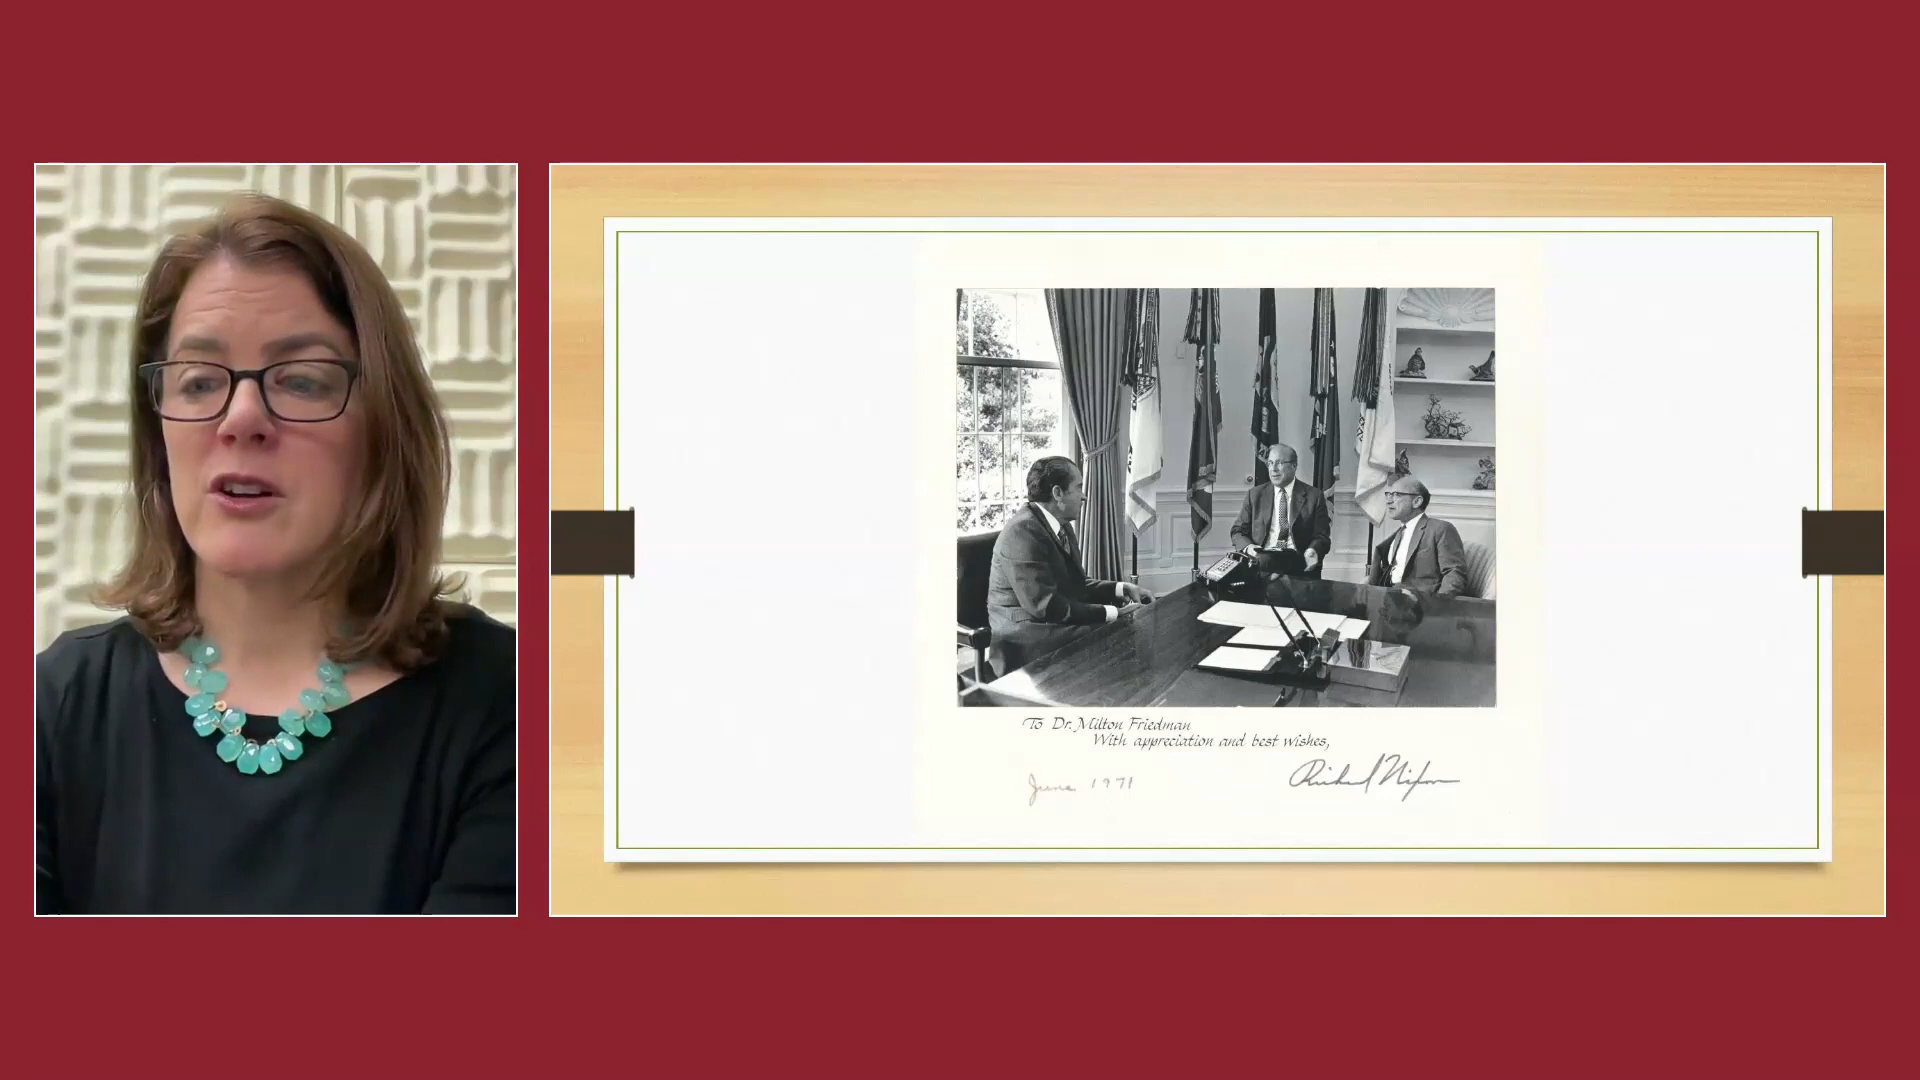 To Dr. Milton Friedman
With appreciation and best wishes,
June 1971
Richard Nixon